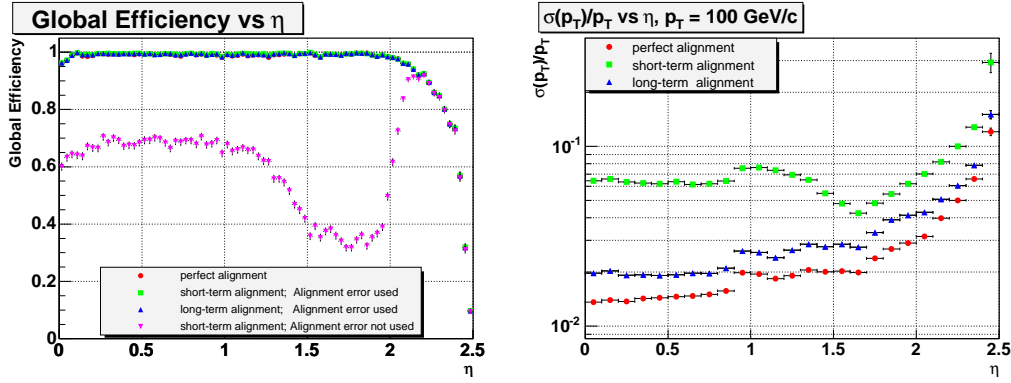 Global Efficiency vs η
Global Efficiency
1
0.8
0.6
0.4
0.2
0
perfect alignment
short-term alignment; Alignment error used
long-term alignment; Alignment error used
short-term alignment; Alignment error not used
0 0.5 1 1.5 2 2.5
η
σ(p_T)/p_T vs η, p_T = 100 GeV/c
σ(p_T)/p_T
perfect alignment
short-term alignment
long-term alignment
10^-1
10^-2
0 0.5 1 1.5 2 2.5
η